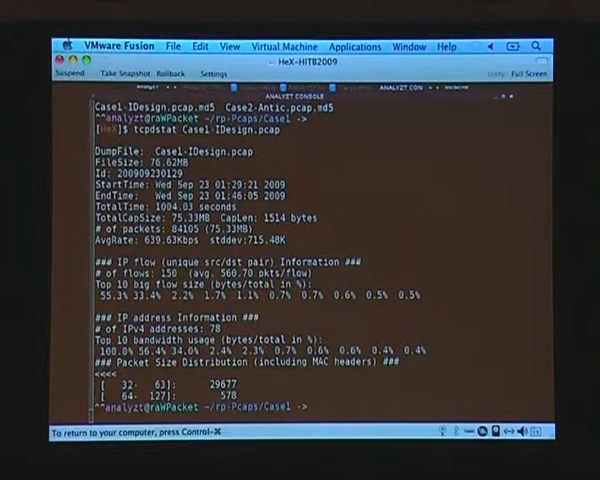 VMware Fusion File Edit View Virtual Machine Applications Window Help
HeX-HITB2009
Suspend Take Snapshot Rollback Settings Unity Full Screen
ANALYZT CON
ANALYZT CONSOLE
Case1-IDesign.pcap.md5 Case2-Antic.pcap.md5
^^analyzt@raWPacket ~/rp-Pcaps/Case1 ->
[HeX]$ tcpdstat Case1-IDesign.pcap
DumpFile: Case1-IDesign.pcap
FileSize: 76.62MB
Id: 200909230129
StartTime: Wed Sep 23 01:29:21 2009
EndTime: Wed Sep 23 01:46:05 2009
TotalTime: 1004.03 seconds
TotalCapSize: 75.33MB CapLen: 1514 bytes
# of packets: 84105 (75.33MB)
AvgRate: 639.63Kbps stddev:715.48K
### IP flow (unique src/dst pair) Information ###
# of flows: 150 (avg. 560.70 pkts/flow)
Top 10 big flow size (bytes/total in %):
55.3% 33.4% 2.2% 1.7% 1.1% 0.7% 0.7% 0.6% 0.5% 0.5%
### IP address Information ###
# of IPv4 addresses: 78
Top 10 bandwidth usage (bytes/total in %):
100.0% 56.4% 34.0% 2.4% 2.3% 0.7% 0.6% 0.6% 0.4% 0.4%
### Packet Size Distribution (including MAC headers) ###
<<<<
[ 32- 63]: 29677
[ 64- 127]: 578
^^analyzt@raWPacket ~/rp-Pcaps/Case1 ->
To return to your computer, press Control-⌘